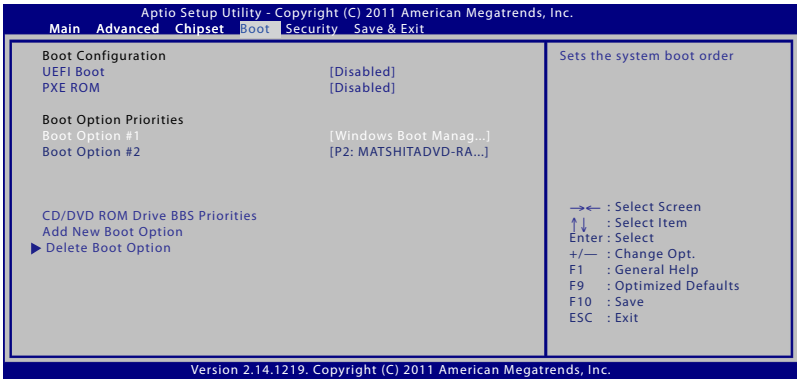 Aptio Setup Utility - Copyright (C) 2011 American Megatrends, Inc.
Main Advanced Chipset Boot Security Save & Exit
Boot Configuration
UEFI Boot [Disabled]
PXE ROM [Disabled]
Boot Option Priorities
Boot Option #1 [Windows Boot Manag...]
Boot Option #2 [P2: MATSHITADVD-RA...]
CD/DVD ROM Drive BBS Priorities
Add New Boot Option
Delete Boot Option
Sets the system boot order
→← : Select Screen
↑↓ : Select Item
Enter : Select
+/— : Change Opt.
F1 : General Help
F9 : Optimized Defaults
F10 : Save
ESC : Exit
Version 2.14.1219. Copyright (C) 2011 American Megatrends, Inc.